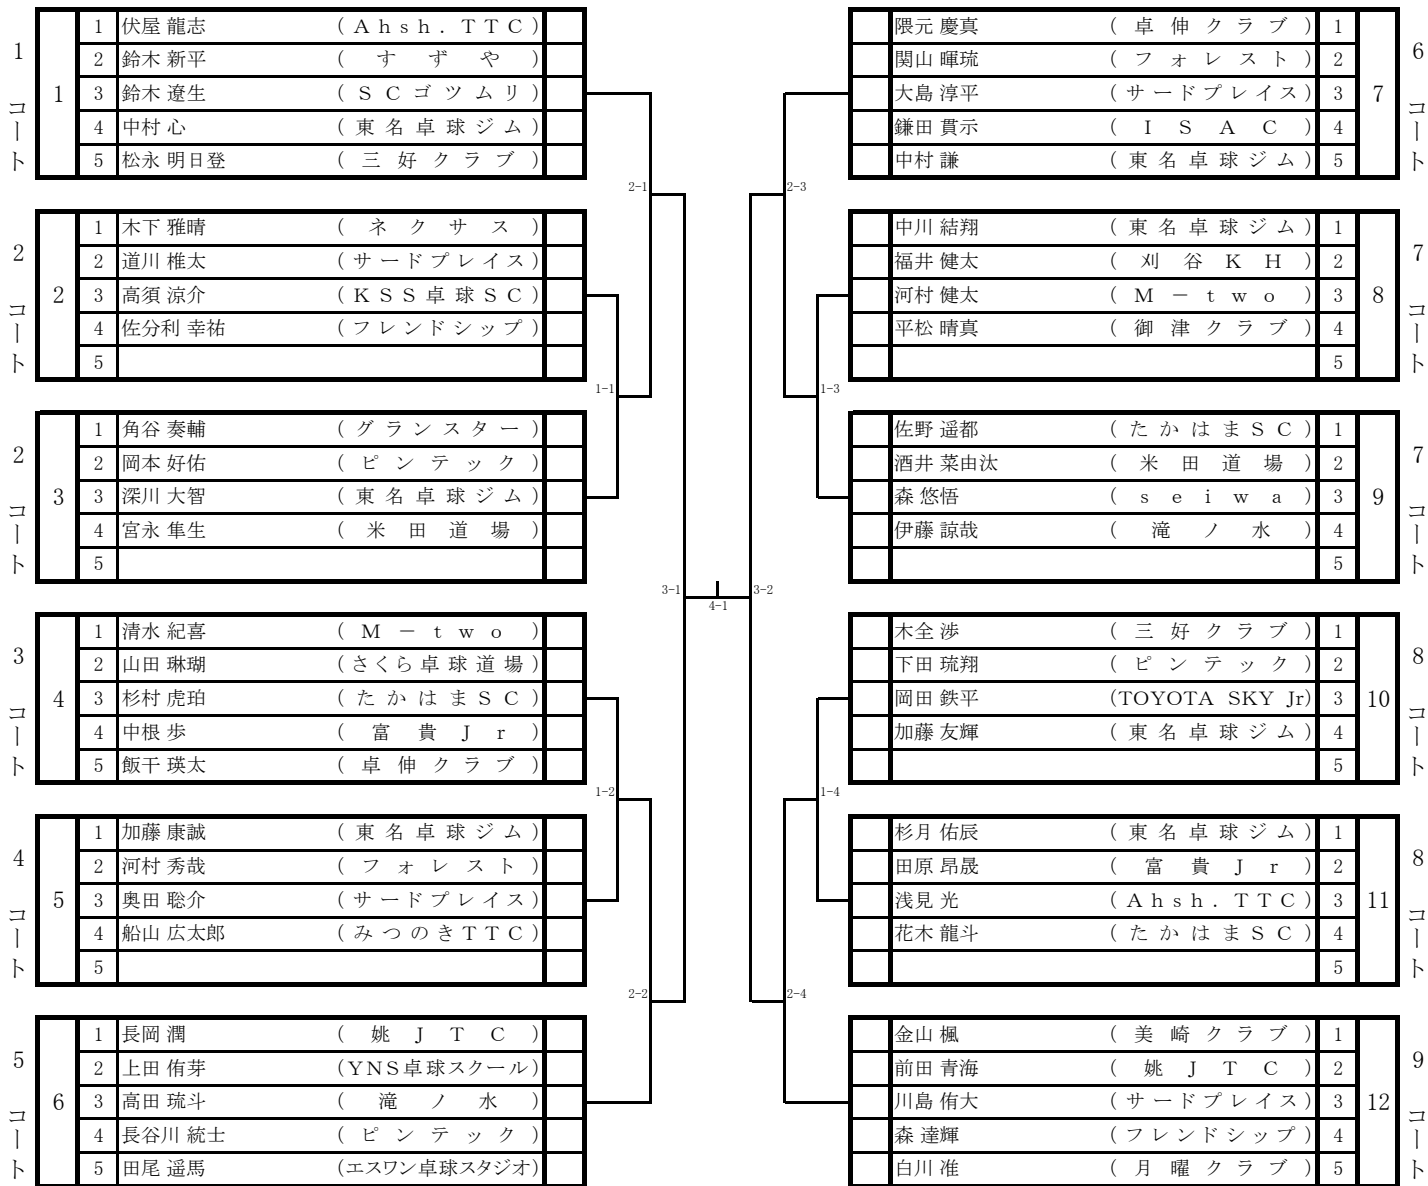 1 コート
1
1 伏屋 龍志 (Ahsh.TTC)
2 鈴木 新平 (すずや)
3 鈴木 遼生 (SCゴツムリ)
4 中村 心 (東名卓球ジム)
5 松永 明日登 (三好クラブ)
2 コート
2
1 木下 雅晴 (ネクサス)
2 道川 椎太 (サードプレイス)
3 高須 涼介 (KSS卓球SC)
4 佐分利 幸祐 (フレンドシップ)
5
2 コート
3
1 角谷 奏輔 (グランスター)
2 岡本 好佑 (ピンテック)
3 深川 大智 (東名卓球ジム)
4 宮永 隼生 (米田道場)
5
3 コート
4
1 清水 紀喜 (M-two)
2 山田 琳瑚 (さくら卓球道場)
3 杉村 虎珀 (たかはまSC)
4 中根 歩 (富貴Jr)
5 飯干 瑛太 (卓伸クラブ)
4 コート
5
1 加藤 康誠 (東名卓球ジム)
2 河村 秀哉 (フォレスト)
3 奥田 聡介 (サードプレイス)
4 船山 広太郎 (みつのきTTC)
5
5 コート
6
1 長岡 潤 (姚JTC)
2 上田 侑芽 (YNS卓球スクール)
3 高田 琉斗 (滝ノ水)
4 長谷川 統士 (ピンテック)
5 田尾 遥馬 (エスワン卓球スタジオ)
2-1
1-1
3-1
1-2
2-2
4-1
2-3
1-3
3-2
1-4
2-4
隈元 慶真 (卓伸クラブ) 1
関山 暉琉 (フォレスト) 2
大島 淳平 (サードプレイス) 3
鎌田 貫示 (ISAC) 4
中村 謙 (東名卓球ジム) 5
7
6 コート
中川 結翔 (東名卓球ジム) 1
福井 健太 (刈谷KH) 2
河村 健太 (M-two) 3
平松 晴真 (御津クラブ) 4
5
8
7 コート
佐野 遥都 (たかはまSC) 1
酒井 菜由汰 (米田道場) 2
森 悠悟 (seiwa) 3
伊藤 諒哉 (滝ノ水) 4
5
9
7 コート
木全 渉 (三好クラブ) 1
下田 琉翔 (ピンテック) 2
岡田 鉄平 (TOYOTA SKY Jr) 3
加藤 友輝 (東名卓球ジム) 4
5
10
8 コート
杉月 佑辰 (東名卓球ジム) 1
田原 昂晟 (富貴Jr) 2
浅見 光 (Ahsh.TTC) 3
花木 龍斗 (たかはまSC) 4
5
11
8 コート
金山 楓 (美崎クラブ) 1
前田 青海 (姚JTC) 2
川島 侑大 (サードプレイス) 3
森 達輝 (フレンドシップ) 4
白川 准 (月曜クラブ) 5
12
9 コート